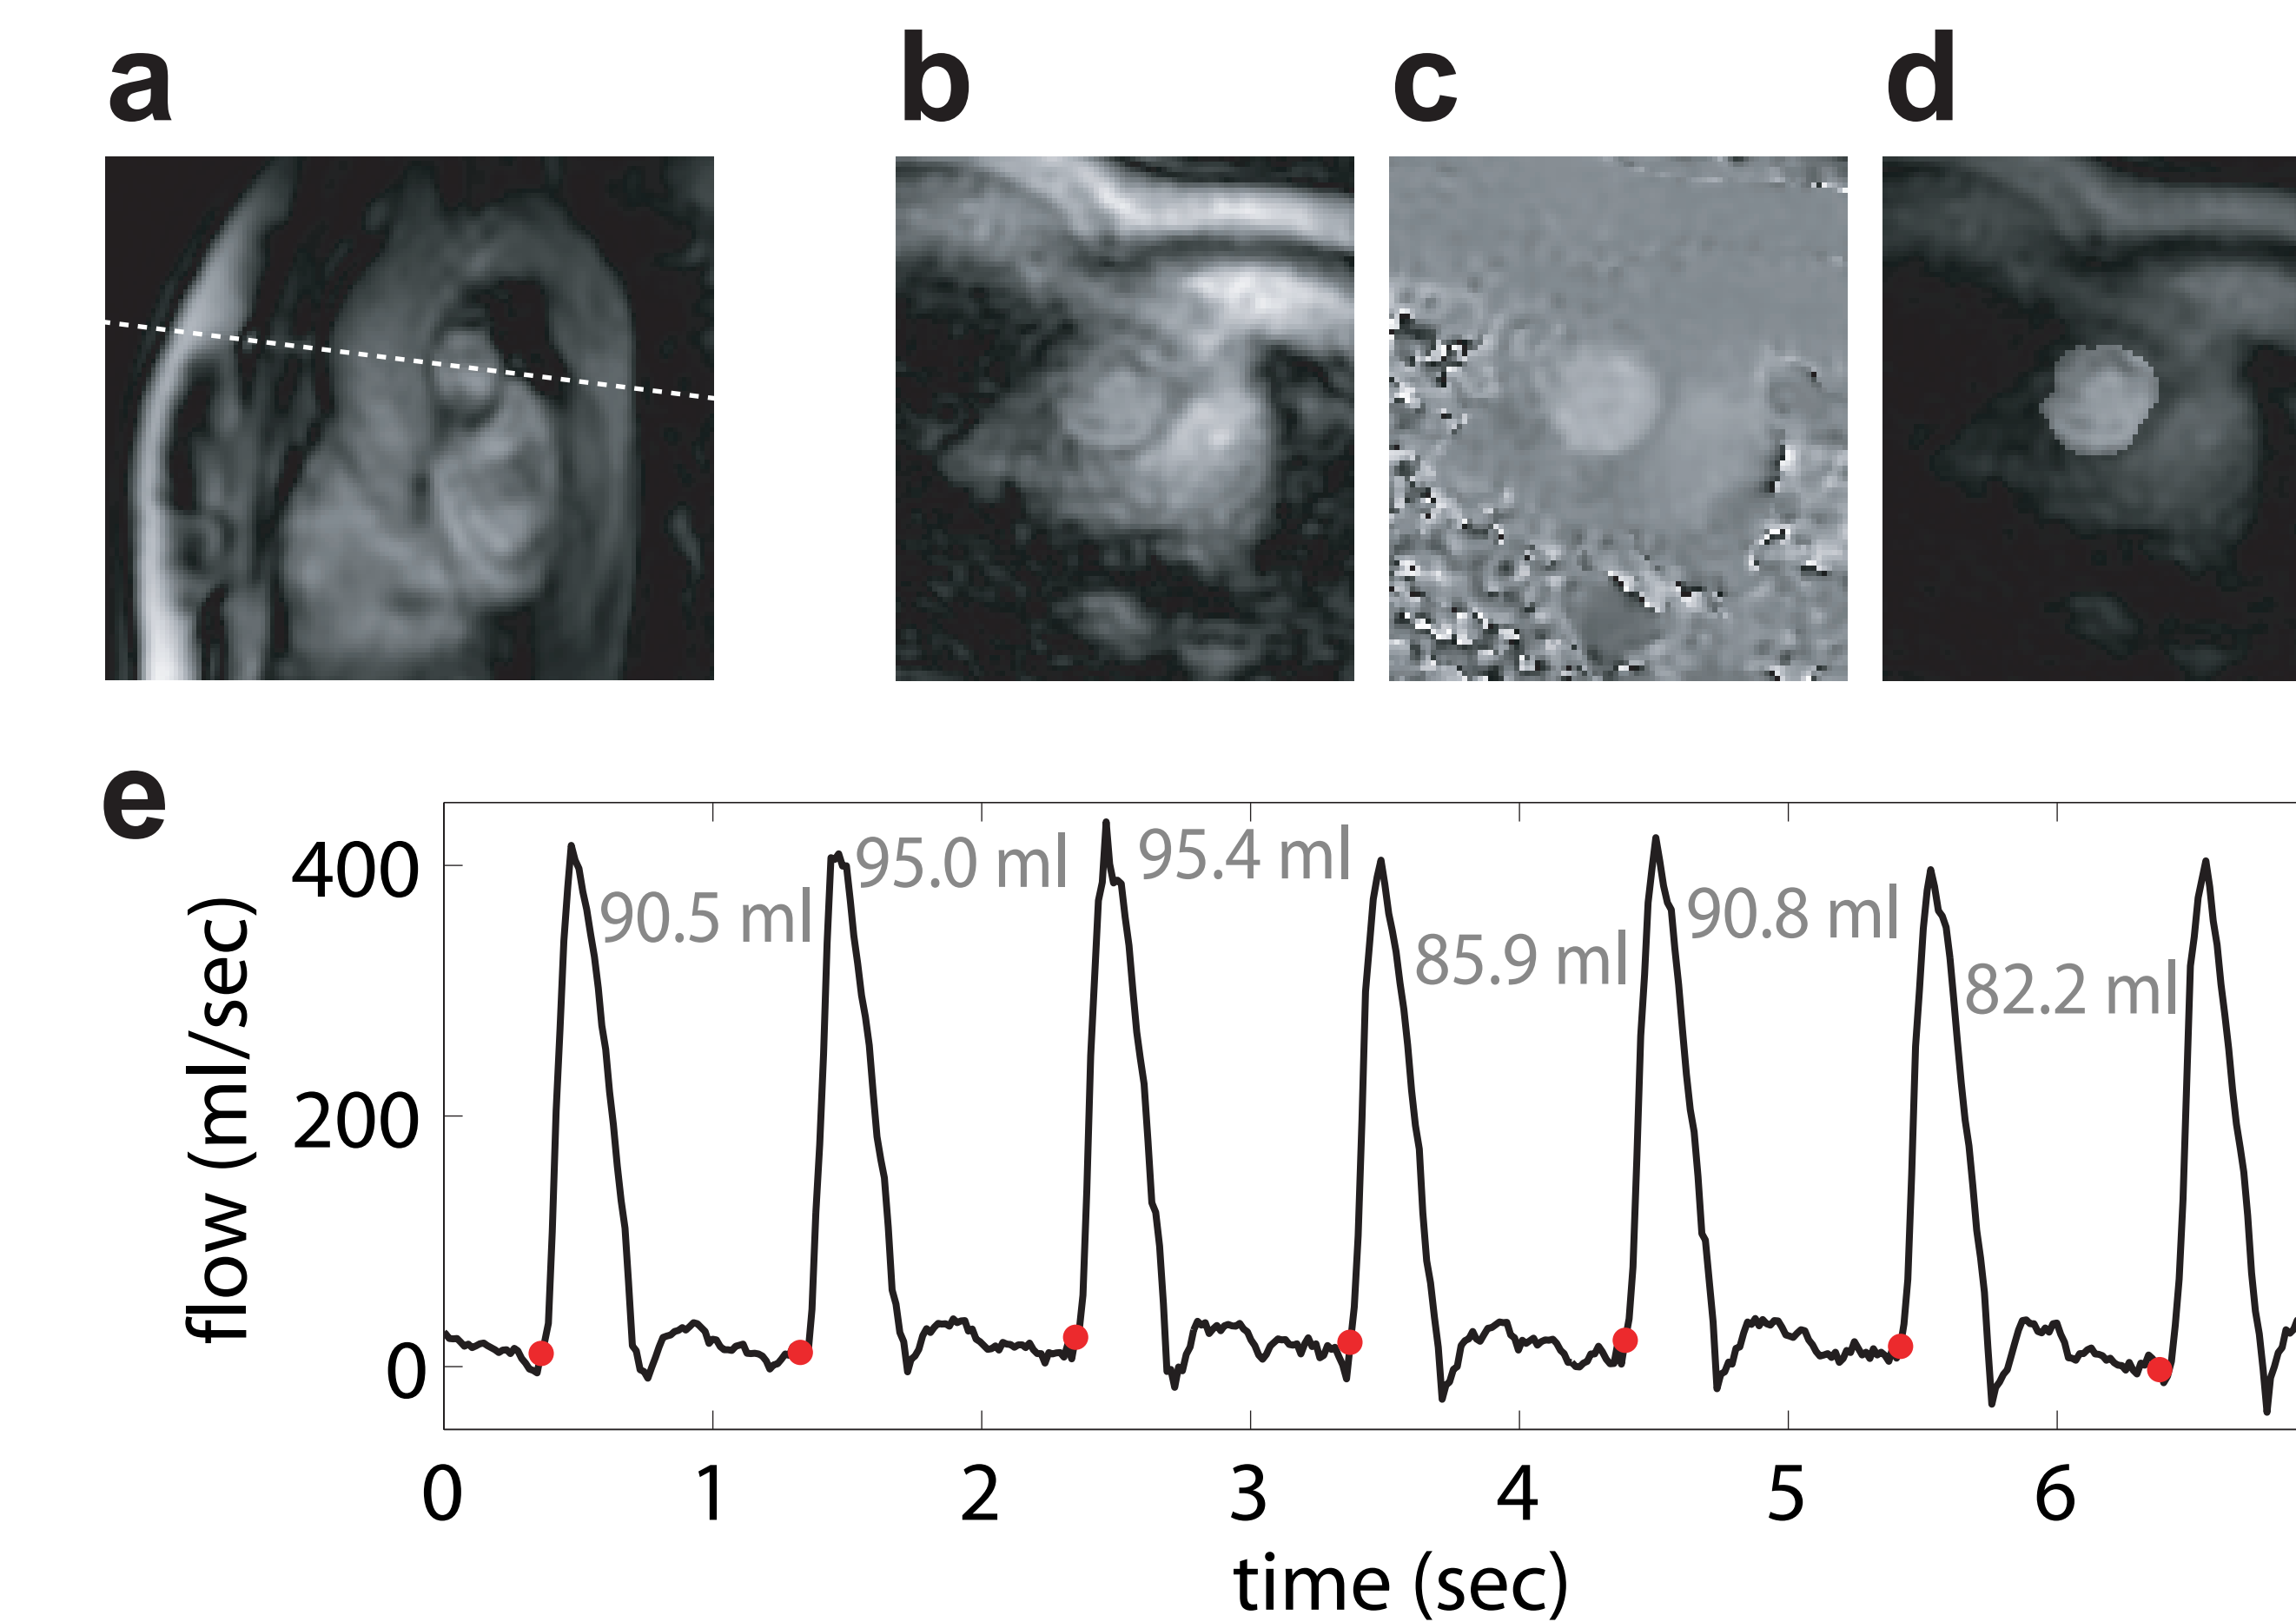 a
b
c
d
e
flow (ml/sec)
400
200
0
90.5 ml
95.0 ml
95.4 ml
85.9 ml
90.8 ml
82.2 ml
0 1 2 3 4 5 6
time (sec)